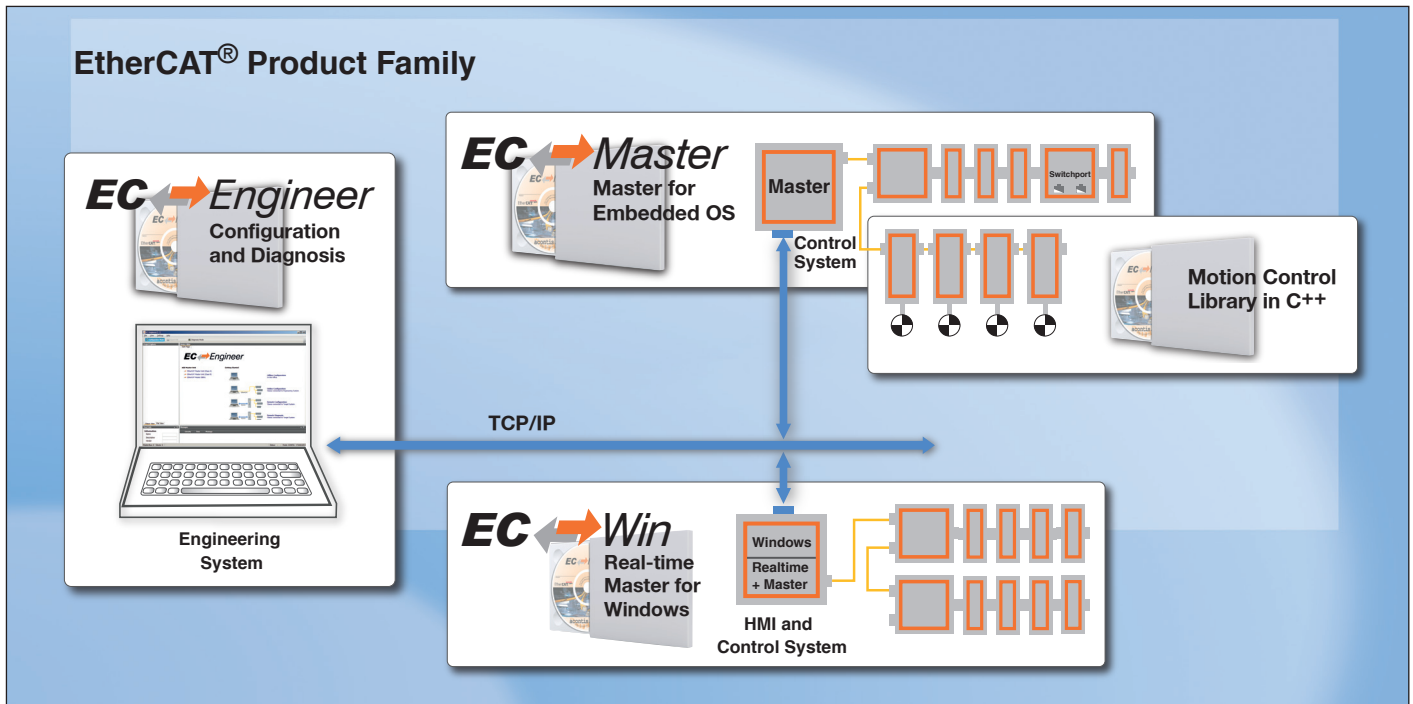 EtherCAT® Product Family
EC Engineer
Configuration
and Diagnosis
EC Engineer
Engineering
System
TCP/IP
EC Master
Master for
Embedded OS
Master
Control
System
Switchport
Motion Control
Library in C++
EC Win
Real-time
Master for
Windows
Windows
Realtime
+ Master
HMI and
Control System